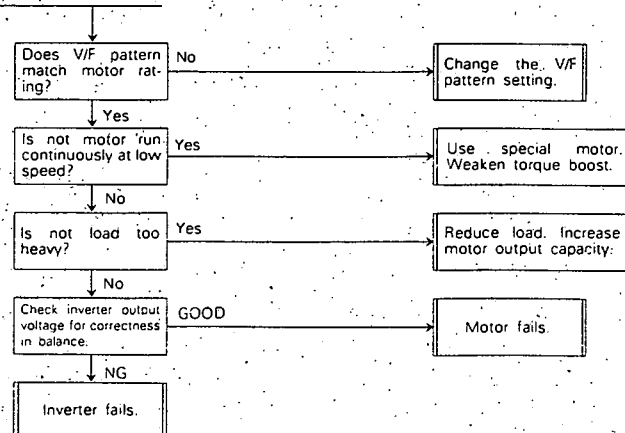 Does V/F pattern
match motor rat-
ing?
No
Change the V/F
pattern setting.
Yes
Is not motor run
continuously at low
speed?
Yes
Use special motor.
Weaken torque boost.
No
Is not load too
heavy?
Yes
Reduce load. Increase
motor output capacity.
No
Check inverter output
voltage for correctness
in balance.
GOOD
Motor fails.
NG
Inverter fails.